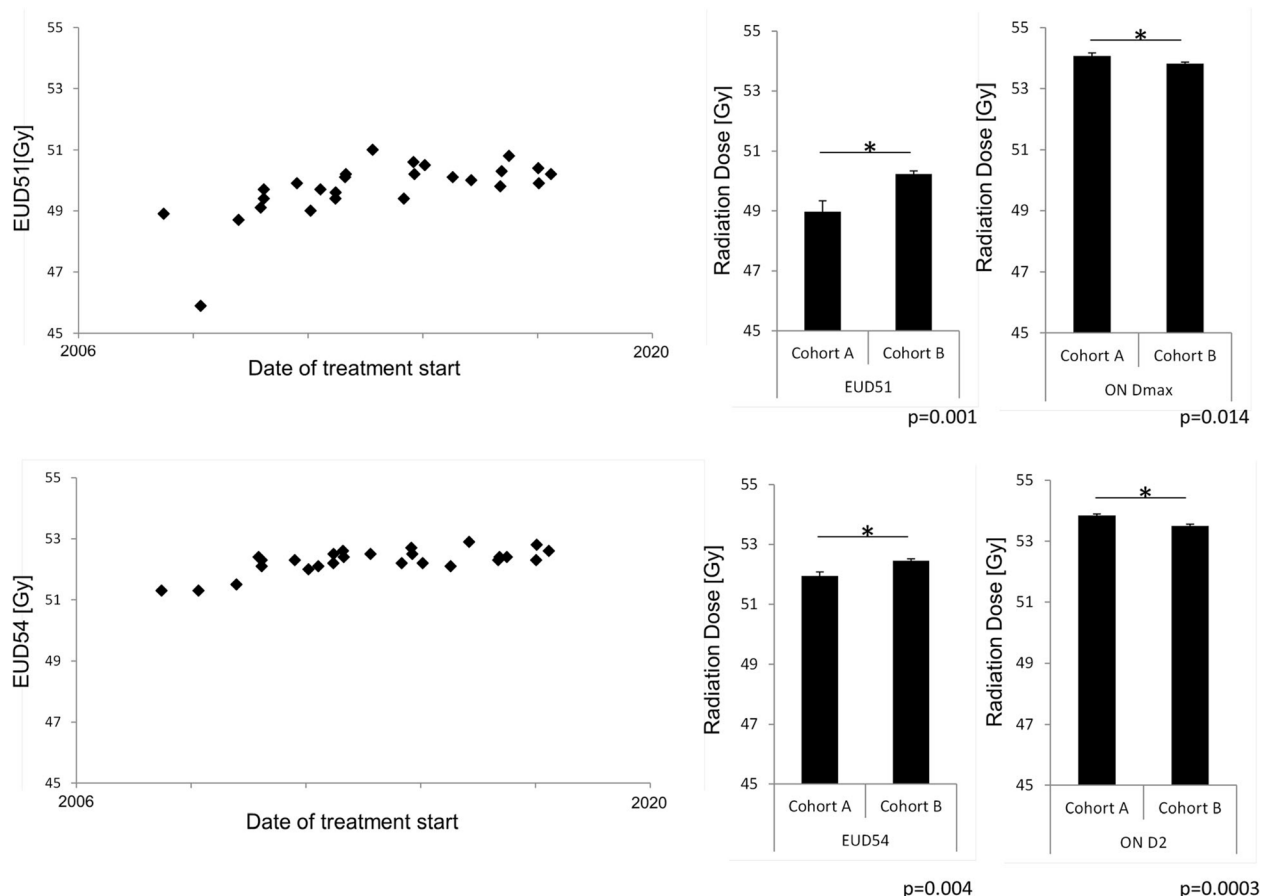 55
53
51
49
47
45
EUD51[Gy]
2006
2020
Date of treatment start
55
53
51
49
47
45
Radiation Dose [Gy]
*
Cohort A
Cohort B
EUD51
p=0.001
55
53
51
49
47
45
Radiation Dose [Gy]
*
Cohort A
Cohort B
ON Dmax
p=0.014
55
53
51
49
47
45
EUD54 [Gy]
2006
2020
Date of treatment start
55
53
51
49
47
45
Radiation Dose [Gy]
*
Cohort A
Cohort B
EUD54
p=0.004
55
53
51
49
47
45
Radiation Dose [Gy]
*
Cohort A
Cohort B
ON D2
p=0.0003